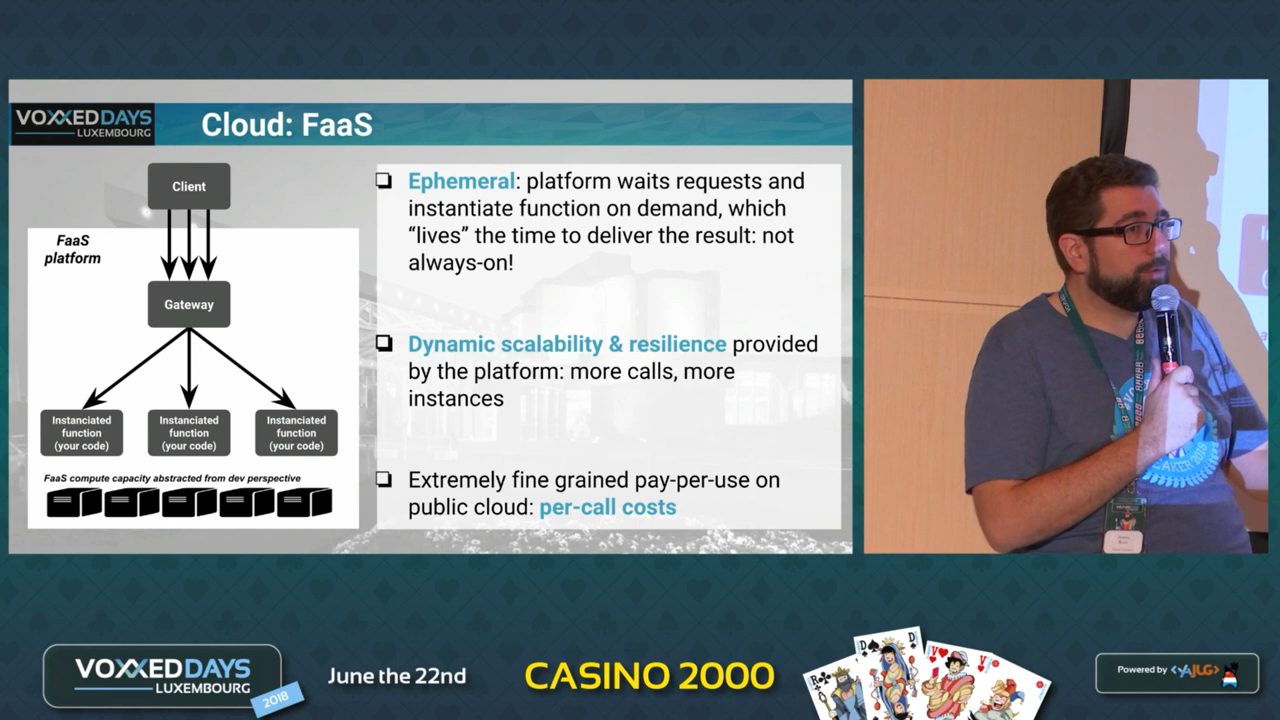 VOXXEDDAYS
LUXEMBOURG
Cloud: FaaS
Client
FaaS
platform
Gateway
Instanciated
function
(your code)
Instanciated
function
(your code)
Instanciated
function
(your code)
FaaS compute capacity abstracted from dev perspective
Ephemeral: platform waits requests and
instantiate function on demand, which
“lives” the time to deliver the result: not
always-on!
Dynamic scalability & resilience provided
by the platform: more calls, more
instances
Extremely fine grained pay-per-use on
public cloud: per-call costs
SPEAKER 2018
VOXXEDDAYS
LUXEMBOURG
2018
June the 22nd
CASINO 2000
R
D
D
V
V
Powered by <YAJUG>